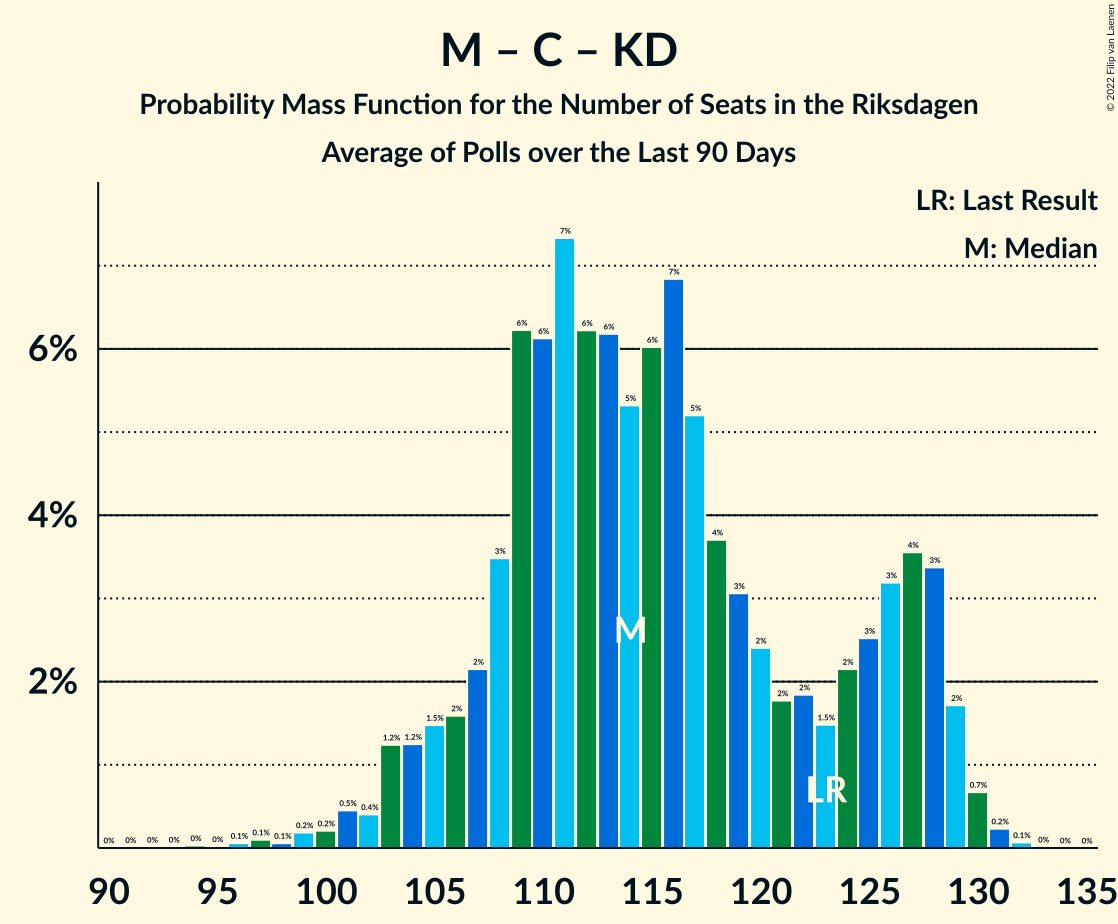 M – C – KD
Probability Mass Function for the Number of Seats in the Riksdagen
Average of Polls over the Last 90 Days
© 2022 Filip van Laenen
LR: Last Result
M: Median
6%
4%
2%
0% 0% 0% 0% 0% 0% 0.1% 0.1% 0.1% 0.2% 0.2% 0.5% 0.4% 1.2% 1.2% 1.5% 2% 2% 3% 6% 6% 7% 6% 6% 5% 6% 7% 5% 4% 3% 2% 2% 2% 1.5% 2% 3% 3% 4% 3% 2% 0.7% 0.2% 0.1% 0% 0% 0%
M
LR
90 95 100 105 110 115 120 125 130 135